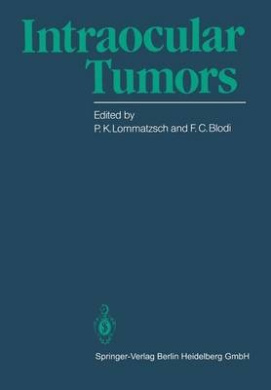 Intraocular
Tumors
Edited by
P. K. Lommatzsch and F. C. Blodi
Springer-Verlag Berlin Heidelberg GmbH